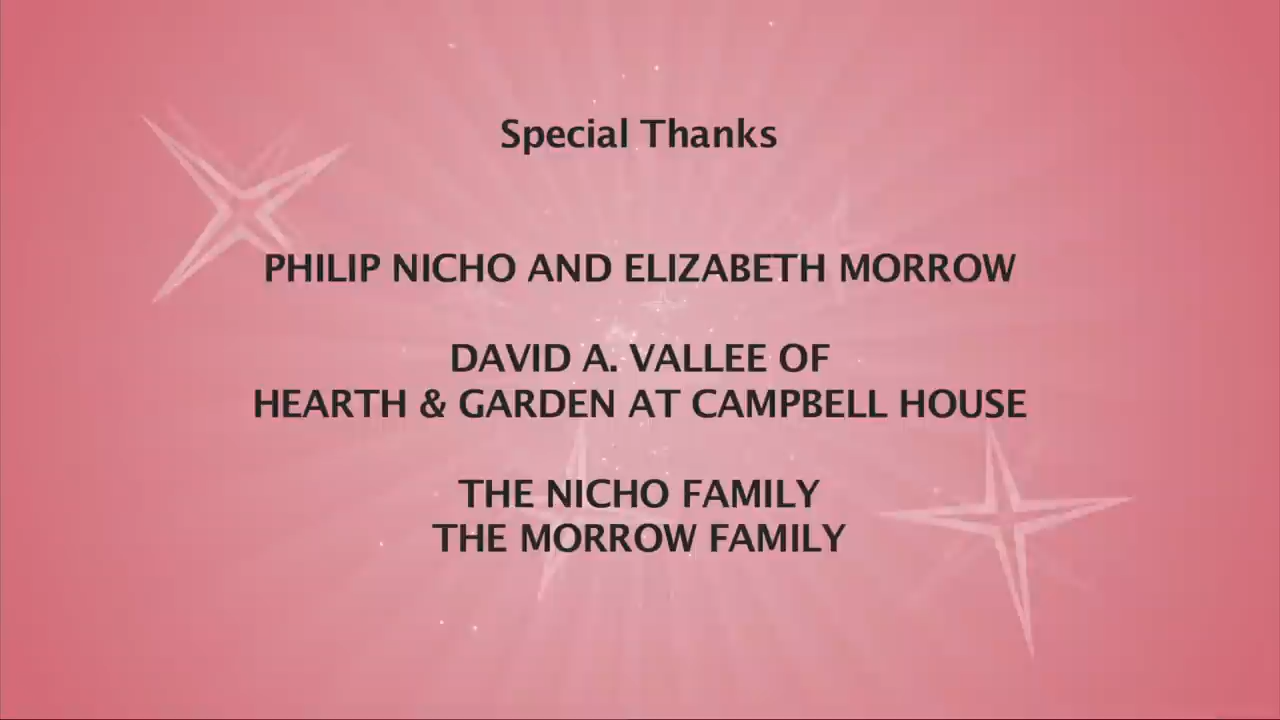 Special Thanks
PHILIP NICHO AND ELIZABETH MORROW
DAVID A. VALLEE OF
HEARTH & GARDEN AT CAMPBELL HOUSE
THE NICHO FAMILY
THE MORROW FAMILY